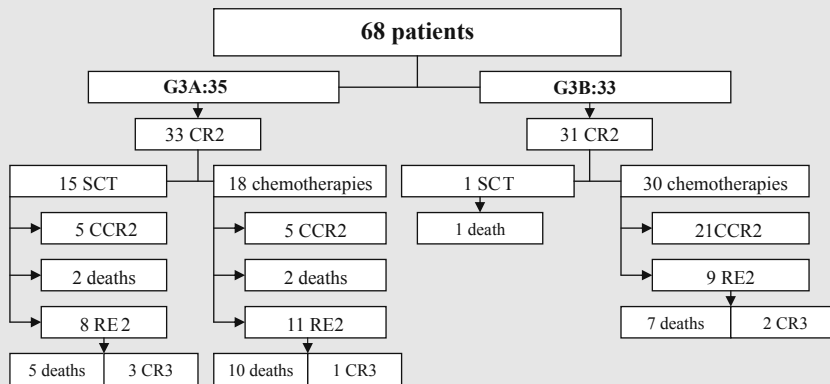 68 patients
G3A:35
G3B:33
33 CR2
31 CR2
15 SCT
18 chemotherapies
1 SCT
30 chemotherapies
5 CCR2
5 CCR2
1 death
21CCR2
2 deaths
2 deaths
9 RE2
8 RE2
11 RE2
7 deaths
2 CR3
5 deaths
3 CR3
10 deaths
1 CR3